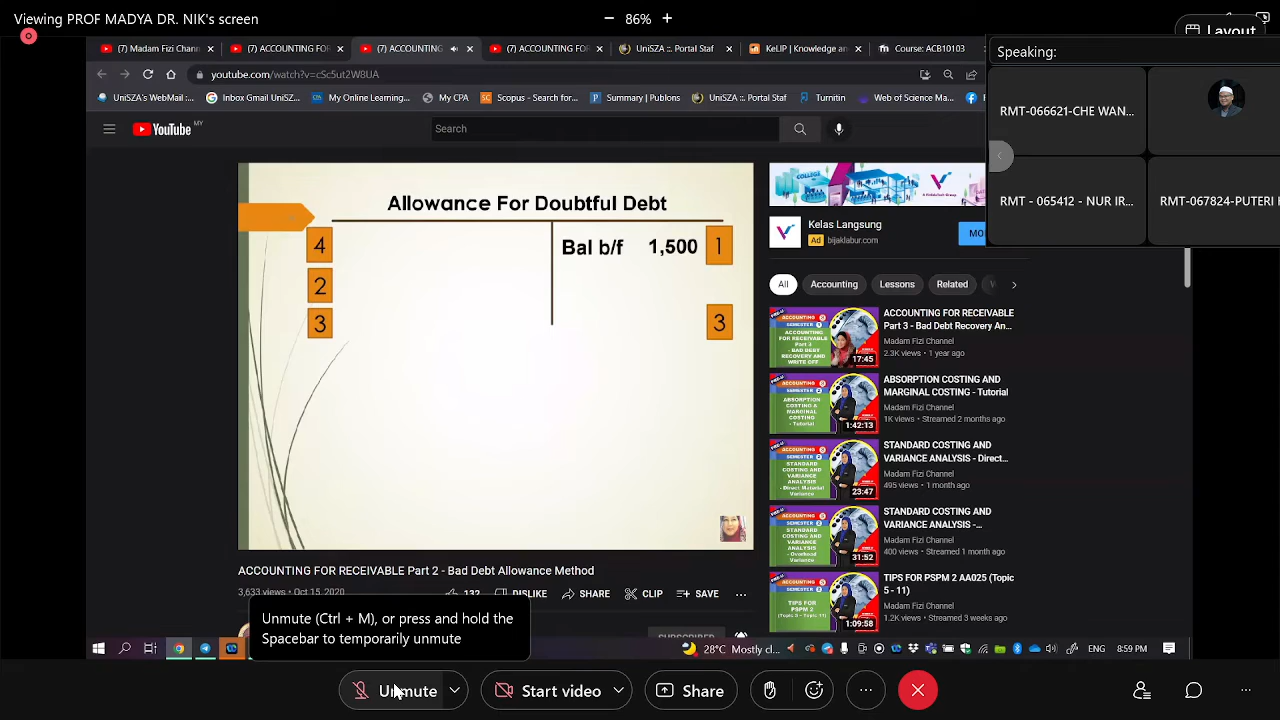 Viewing PROF MADYA DR. NIK's screen
86%
Layout
(7) Madam Fizi Chann
(7) ACCOUNTING FOR
(7) ACCOUNTING
(7) ACCOUNTING FOR
UniSZA :: Portal Staf
KeLIP | Knowledge an
Course: ACB10103
Speaking:
youtube.com/watch?v=cSc5ut2W8UA
UniSZA's WebMail :...
Inbox Gmail UniSZ...
My Online Learning...
My CPA
Scopus - Search for...
Summary | Publons
UniSZA :: Portal Staf
Turnitin
Web of Science Ma...
RMT-066621-CHE WAN...
YouTube MY
Search
RMT - 065412 - NUR IR...
RMT-067824-PUTERI
Allowance For Doubtful Debt
4
Bal b/f 1,500 1
2
3
3
Kelas Langsung
Ad bijaklabur.com
MO
All
Accounting
Lessons
Related
ACCOUNTING FOR RECEIVABLE
Part 3 - Bad Debt Recovery An...
Madam Fizi Channel
2.3K views • 1 year ago
17:45
ABSORPTION COSTING AND
MARGINAL COSTING - Tutorial
Madam Fizi Channel
1K views • Streamed 2 months ago
1:42:13
STANDARD COSTING AND
VARIANCE ANALYSIS - Direct...
Madam Fizi Channel
495 views • 1 month ago
23:47
STANDARD COSTING AND
VARIANCE ANALYSIS -...
Madam Fizi Channel
400 views • Streamed 1 month ago
31:52
TIPS FOR PSPM 2 AA025 (Topic
5 - 11)
Madam Fizi Channel
1.2K views • Streamed 3 weeks ago
1:09:58
ACCOUNTING FOR RECEIVABLE Part 2 - Bad Debt Allowance Method
3,633 views • Oct 15, 2020
132
DISLIKE
SHARE
CLIP
SAVE
SUBSCRIBED
Unmute (Ctrl + M), or press and hold the
Spacebar to temporarily unmute
28°C Mostly cl...
ENG
8:59 PM
Unmute
Start video
Share